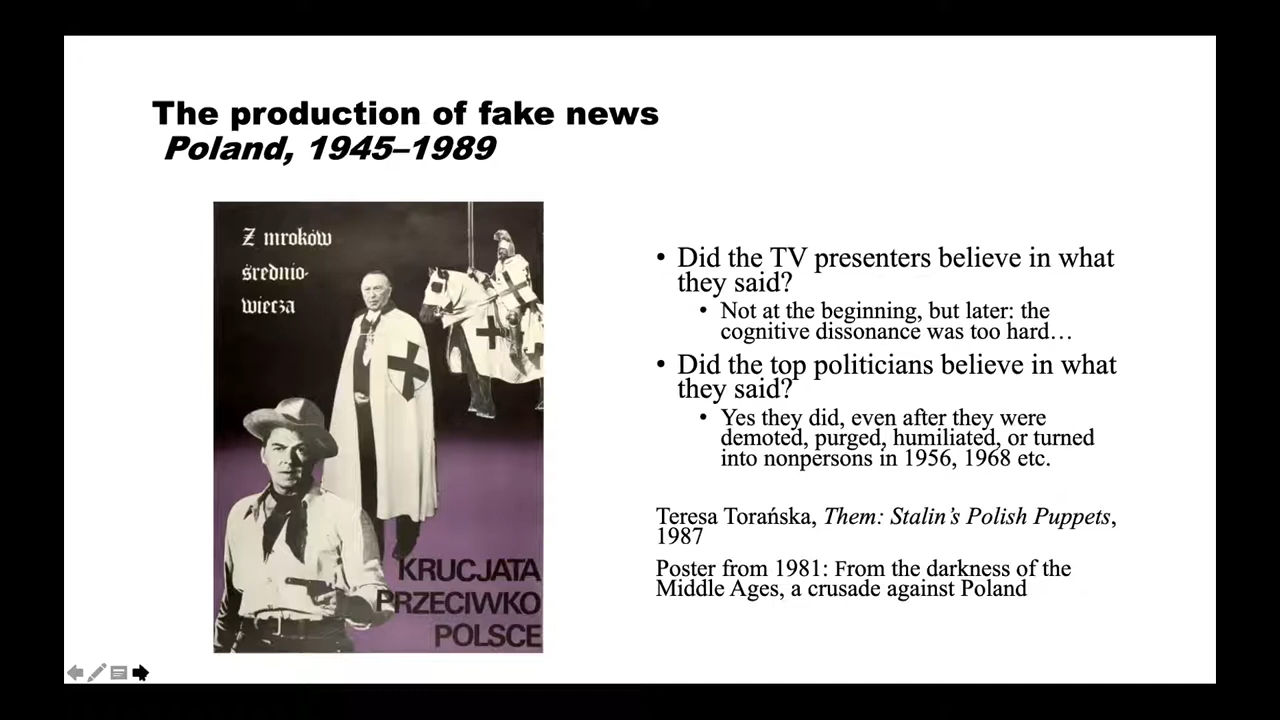 The production of fake news
Poland, 1945–1989
Z mroków
średnio-
wiecza
KRUCJATA
PRZECIWKO
POLSCE
• Did the TV presenters believe in what
they said?
• Not at the beginning, but later: the
cognitive dissonance was too hard…
• Did the top politicians believe in what
they said?
• Yes they did, even after they were
demoted, purged, humiliated, or turned
into nonpersons in 1956, 1968 etc.
Teresa Torańska, Them: Stalin’s Polish Puppets,
1987
Poster from 1981: From the darkness of the
Middle Ages, a crusade against Poland